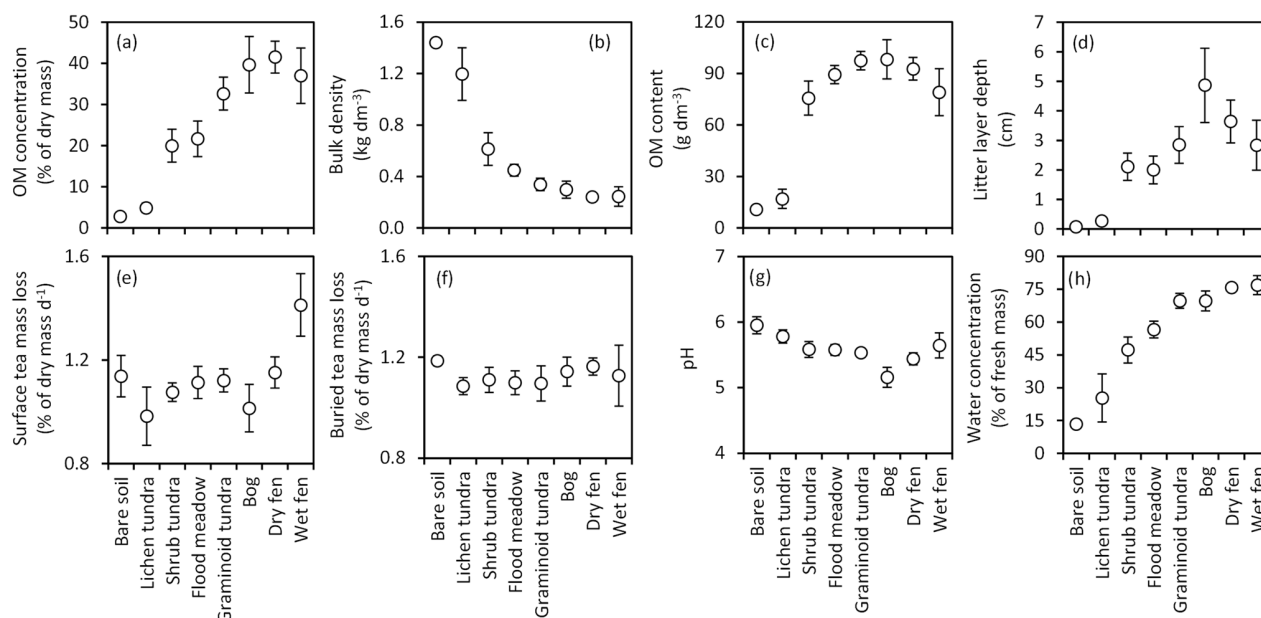 OM concentration
(% of dry mass)
50
40
30
20
10
0
(a)
Bulk density
(kg dm-3)
1.6
1.2
0.8
0.4
0.0
(b)
OM content
(g dm-3)
120
90
60
30
0
(c)
Litter layer depth
(cm)
7
6
5
4
3
2
1
0
(d)
Surface tea mass loss
(% of dry mass d-1)
1.6
1.2
0.8
(e)
Bare soil
Lichen tundra
Shrub tundra
Flood meadow
Graminoid tundra
Bog
Dry fen
Wet fen
Buried tea mass loss
(% of dry mass d-1)
1.6
1.2
0.8
(f)
Bare soil
Lichen tundra
Shrub tundra
Flood meadow
Graminoid tundra
Bog
Dry fen
Wet fen
pH
7
6
5
4
(g)
Bare soil
Lichen tundra
Shrub tundra
Flood meadow
Graminoid tundra
Bog
Dry fen
Wet fen
Water concentration
(% of fresh mass)
90
75
60
45
30
15
0
(h)
Bare soil
Lichen tundra
Shrub tundra
Flood meadow
Graminoid tundra
Bog
Dry fen
Wet fen